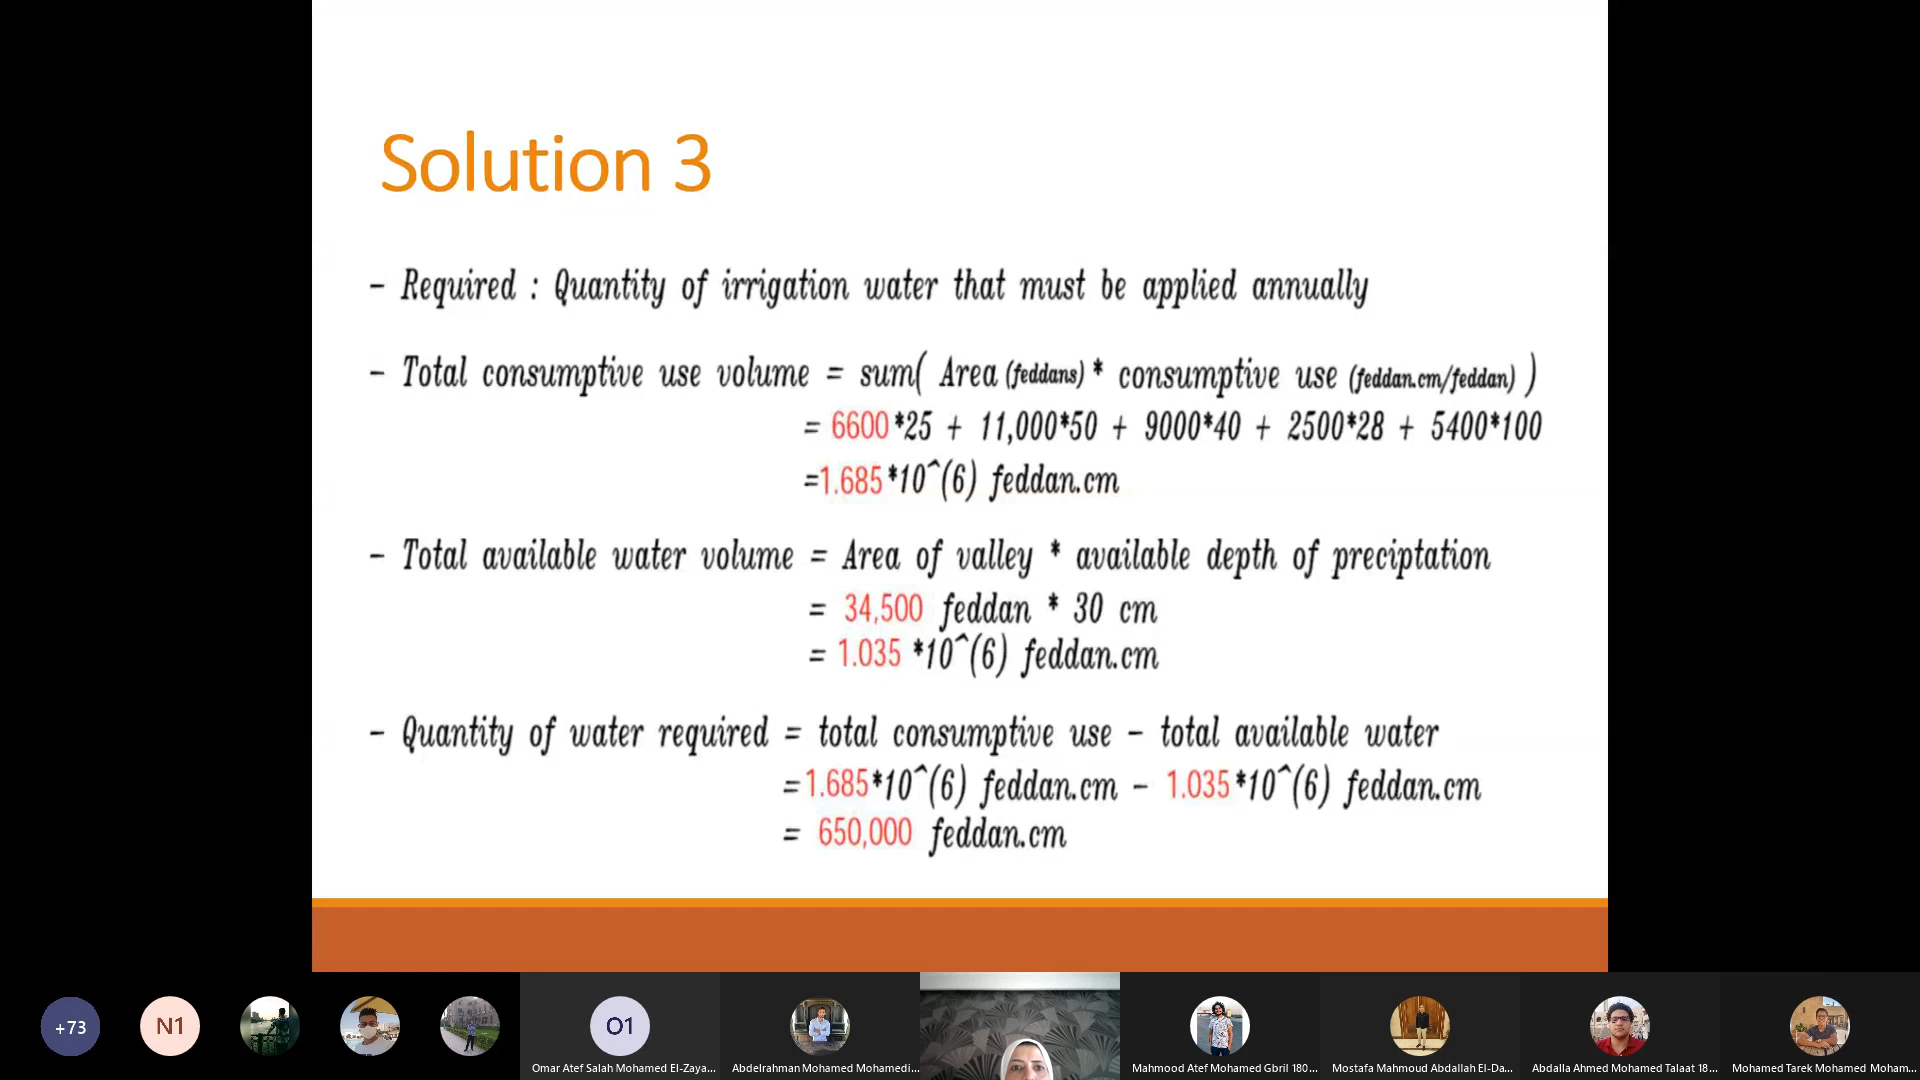 Solution 3
- Required : Quantity of irrigation water that must be applied annually
- Total consumptive use volume = sum( Area (feddans) * consumptive use (feddan.cm/feddan) )
= 6600*25 + 11,000*50 + 9000*40 + 2500*28 + 5400*100
=1.685*10^(6) feddan.cm
- Total available water volume = Area of valley * available depth of preciptation
= 34,500 feddan * 30 cm
= 1.035 *10^(6) feddan.cm
- Quantity of water required = total consumptive use - total available water
=1.685*10^(6) feddan.cm - 1.035*10^(6) feddan.cm
= 650,000 feddan.cm
+73
N1
O1
Omar Atef Salah Mohamed El-Zaya...
Abdelrahman Mohamed Mohamedi...
Mahmood Atef Mohamed Gbril 180...
Mostafa Mahmoud Abdallah El-Da...
Abdalla Ahmed Mohamed Talaat 18...
Mohamed Tarek Mohamed Moham...